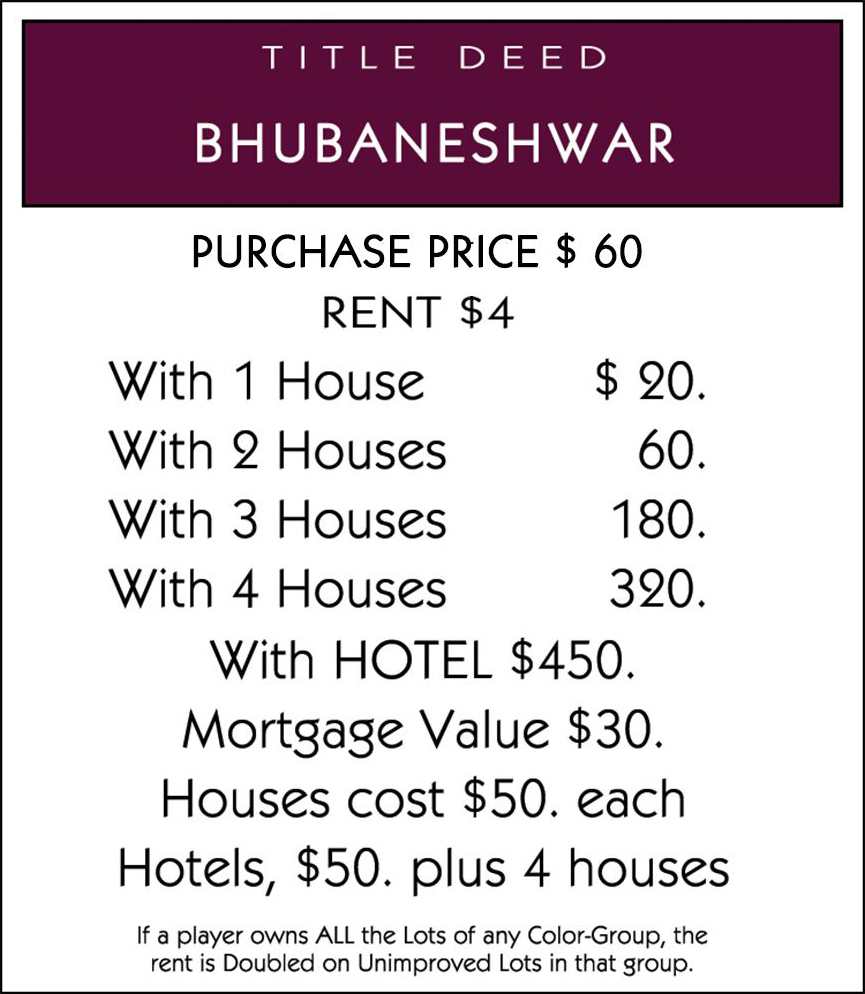 TITLE DEED
BHUBANESHWAR
PURCHASE PRICE $ 60
RENT $4
With 1 House $ 20.
With 2 Houses 60.
With 3 Houses 180.
With 4 Houses 320.
With HOTEL $450.
Mortgage Value $30.
Houses cost $50. each
Hotels, $50. plus 4 houses
If a player owns ALL the Lots of any Color-Group, the
rent is Doubled on Unimproved Lots in that group.